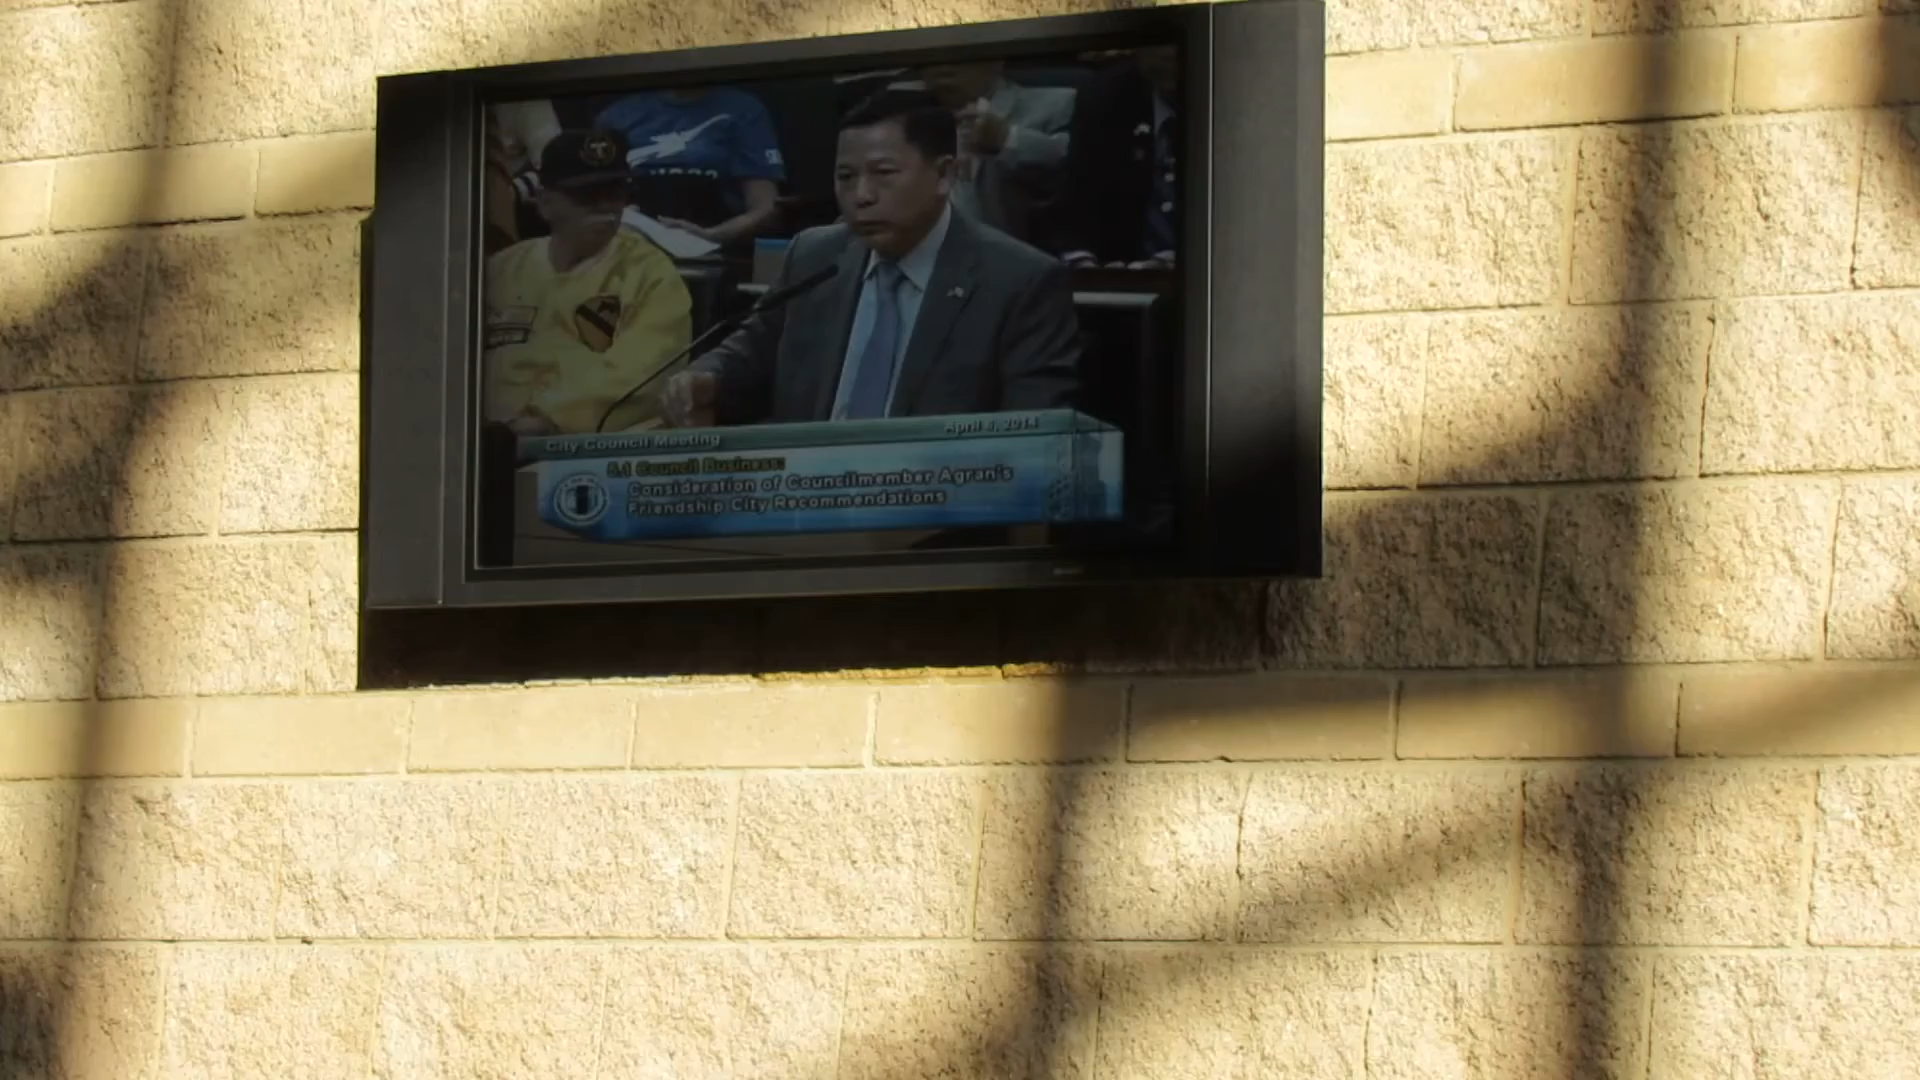 City Council Meeting
April 8, 2014
5.1 Council Business:
Consideration of Councilmember Agran's
Friendship City Recommendations